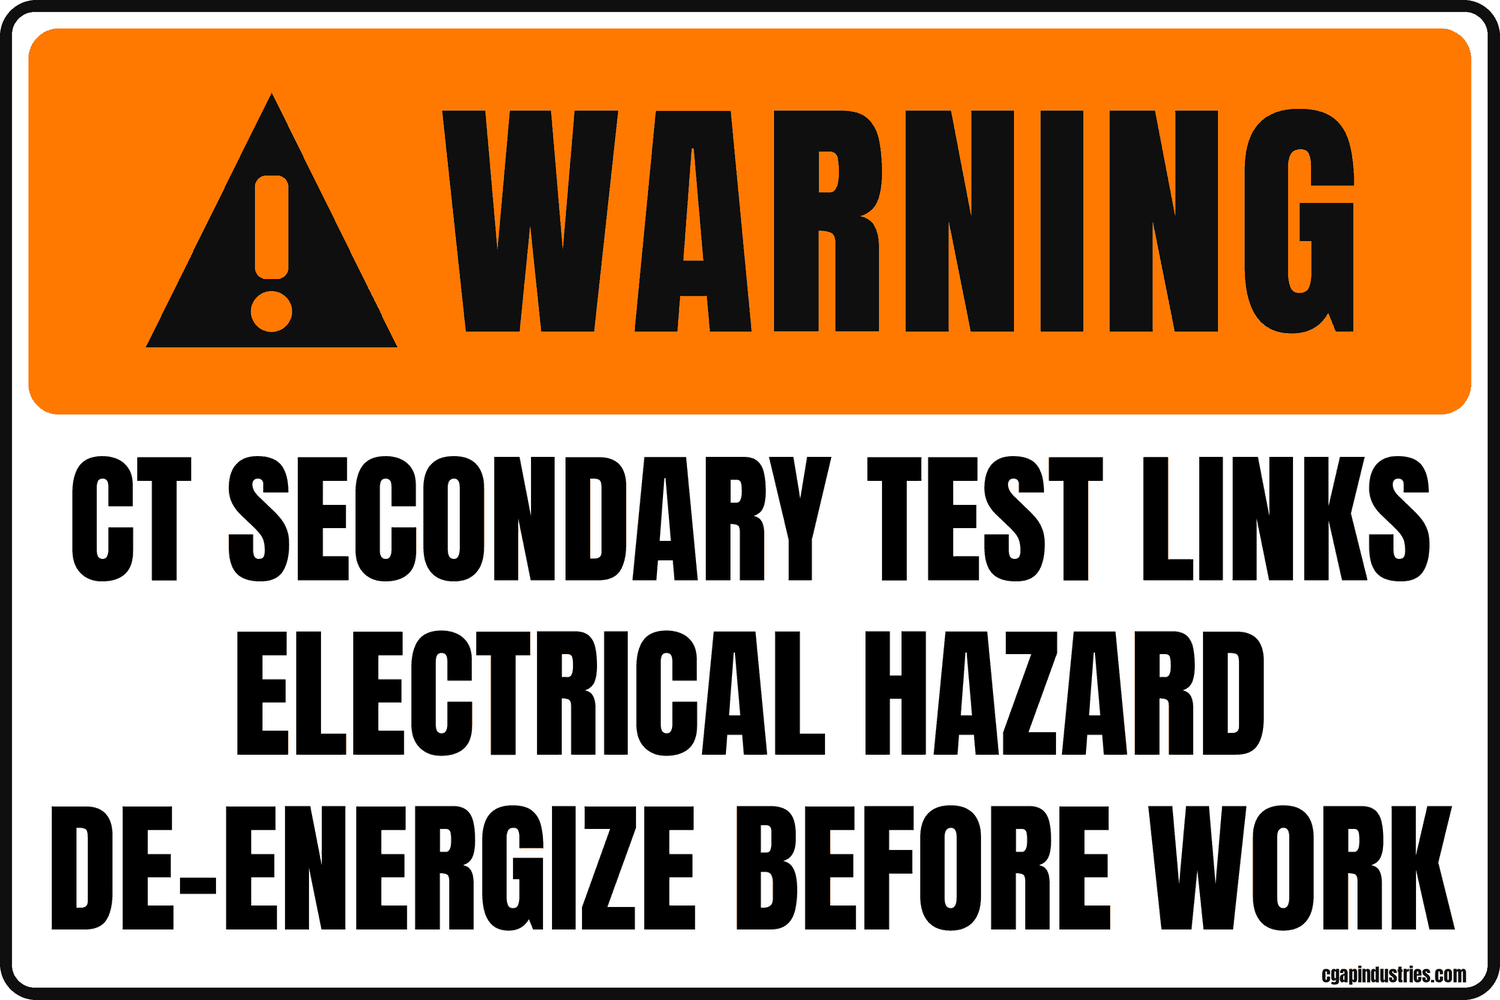 WARNING
CT SECONDARY TEST LINKS
ELECTRICAL HAZARD
DE-ENERGIZE BEFORE WORK
cgapindustries.com